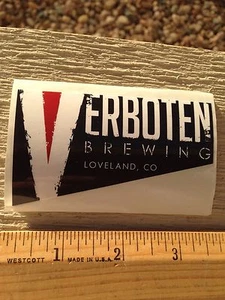 VERBOTEN
BREWING
LOVELAND, CO
1 2 3
WESTCOTT MADE IN U.S.A.